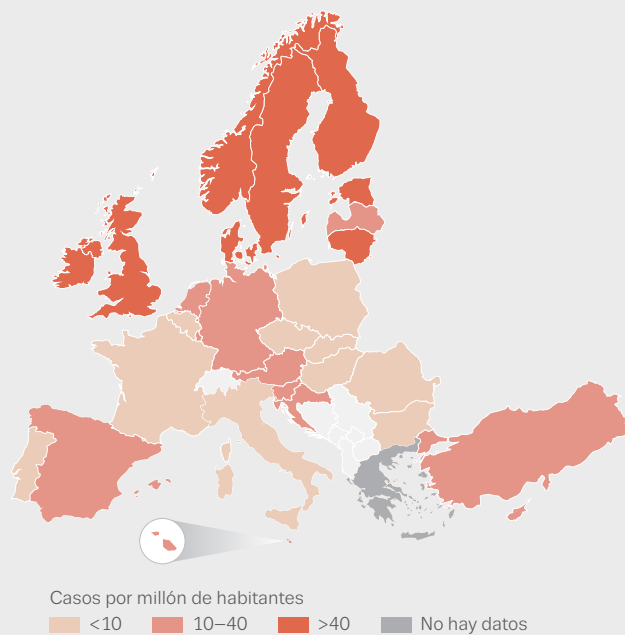 Casos por millón de habitantes
<10 10–40 >40 No hay datos